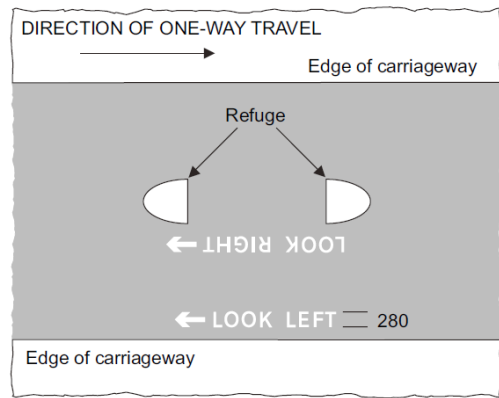 DIRECTION OF ONE-WAY TRAVEL
Edge of carriageway
Refuge
LOOK RIGHT
LOOK LEFT
280
Edge of carriageway